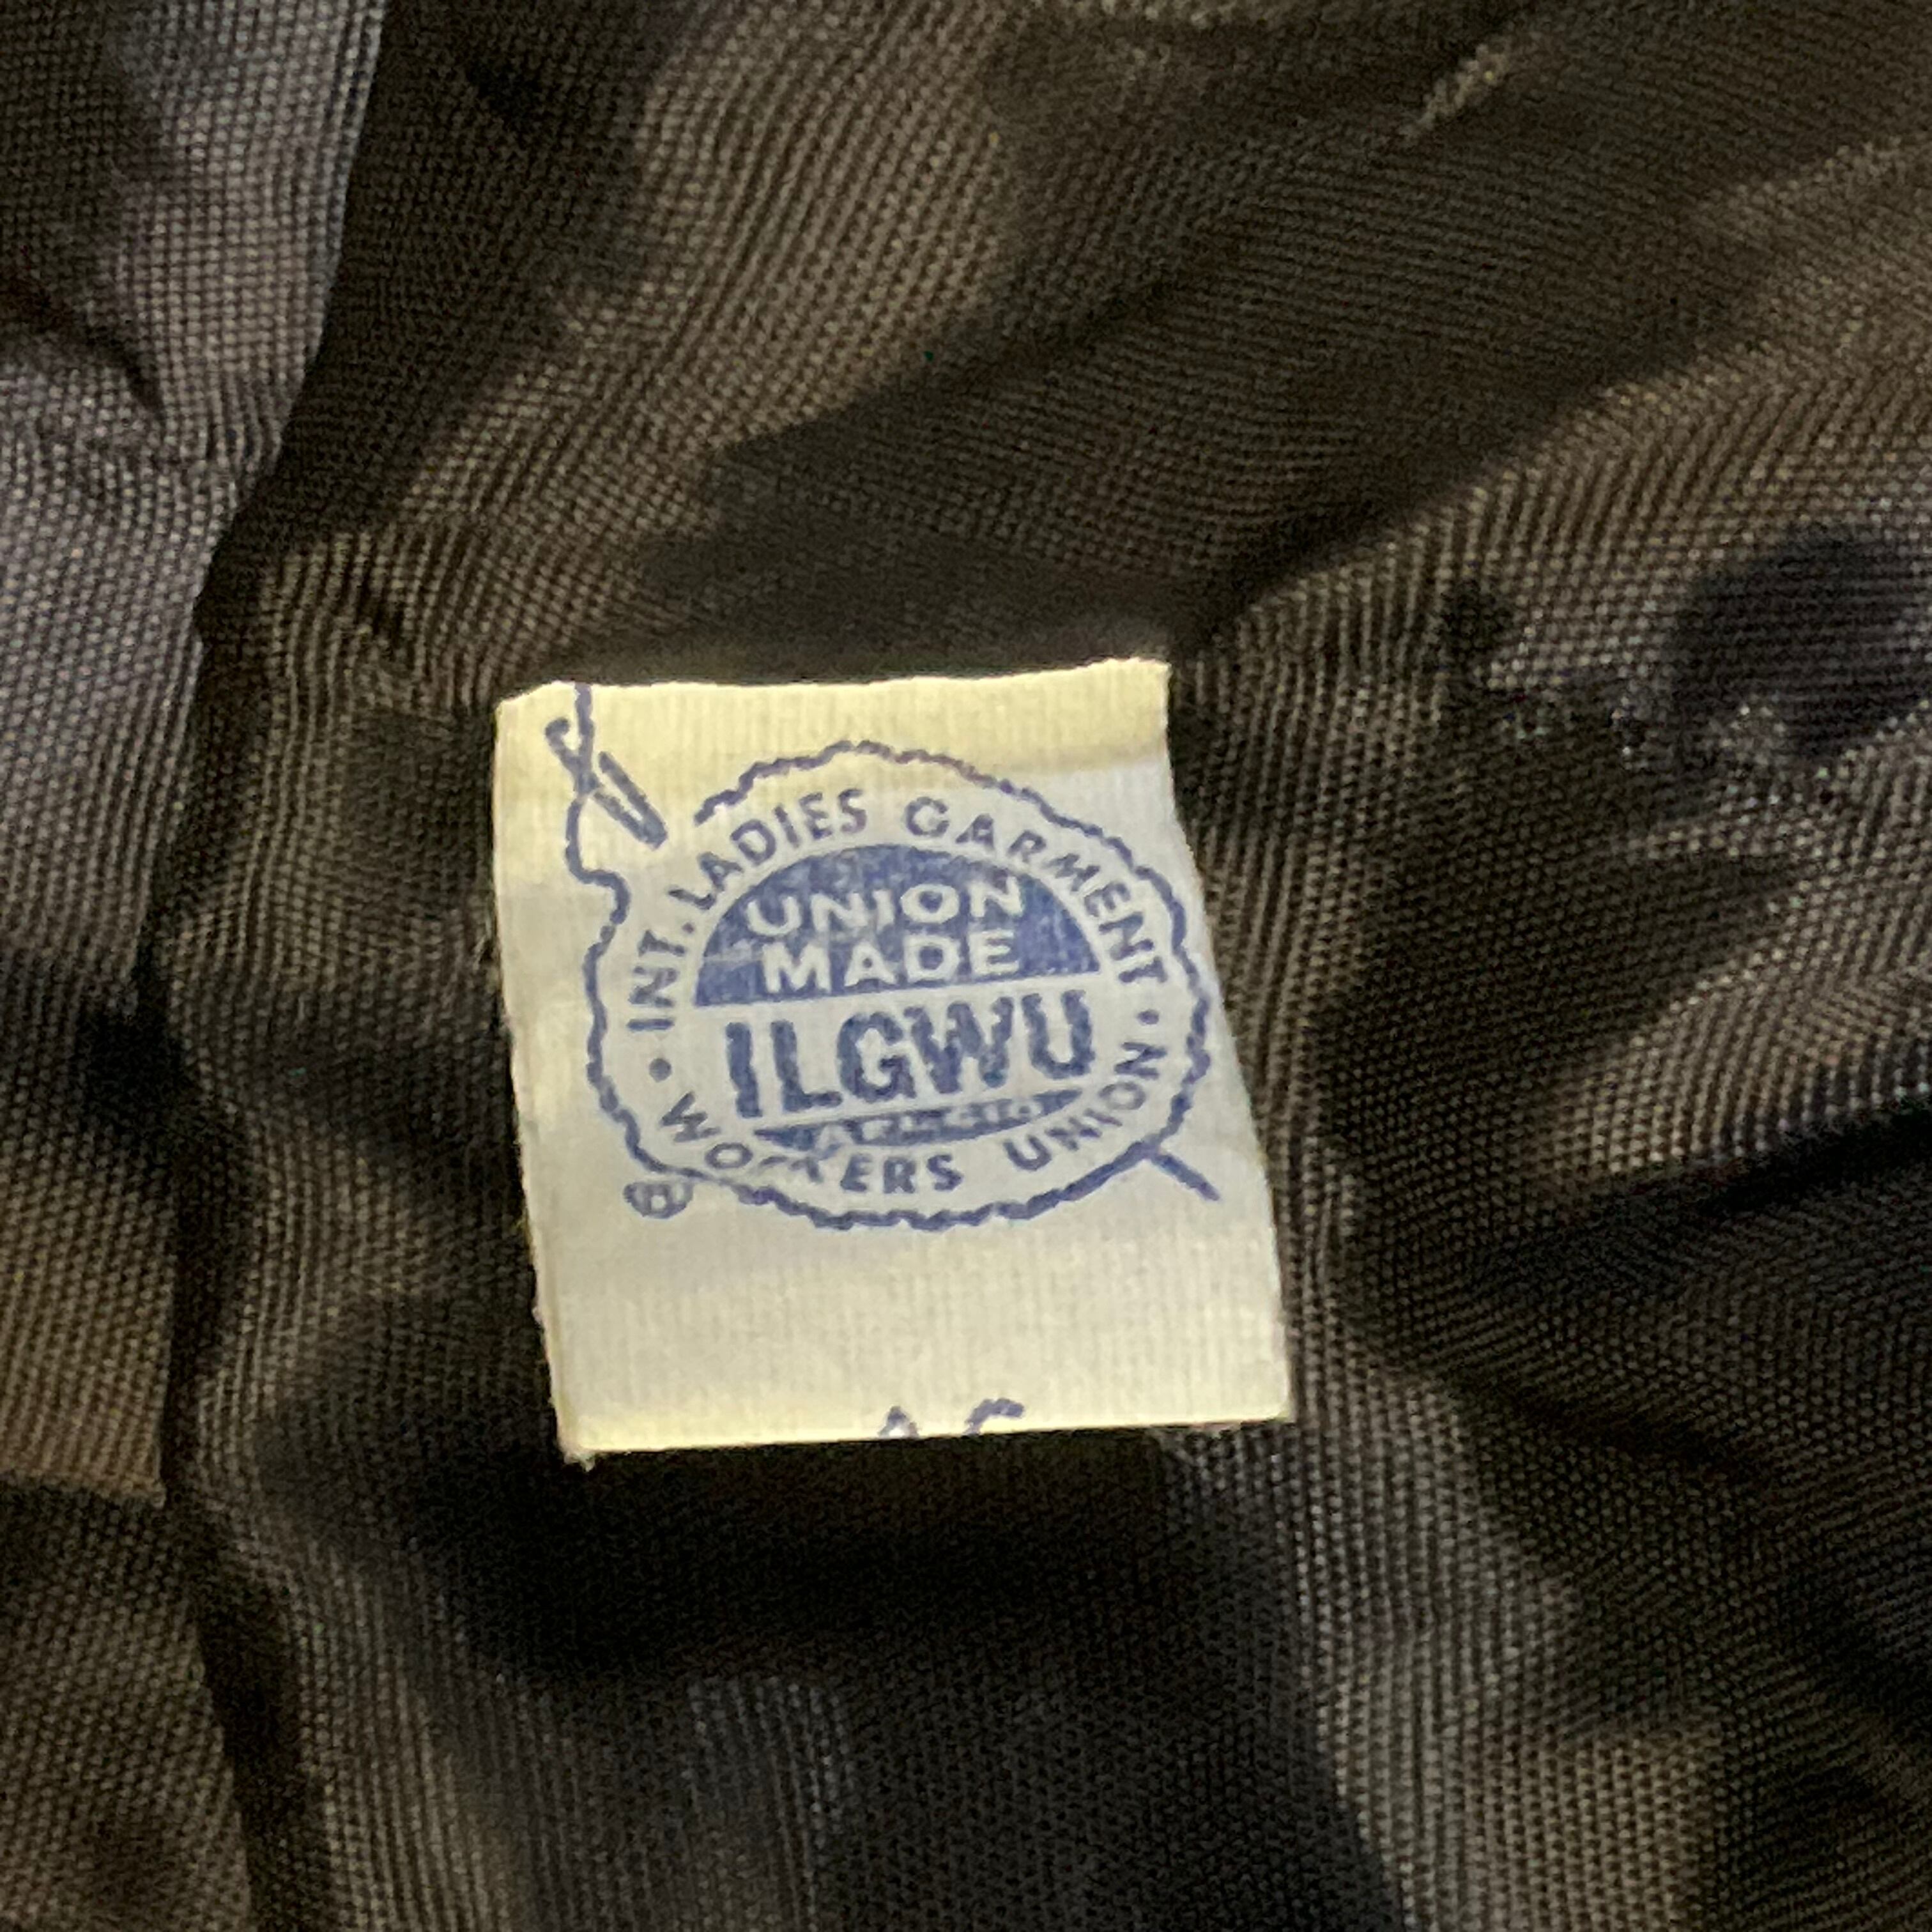 INT. LADIES GARMENT
UNION
MADE
ILGWU
WORKERS UNION
®